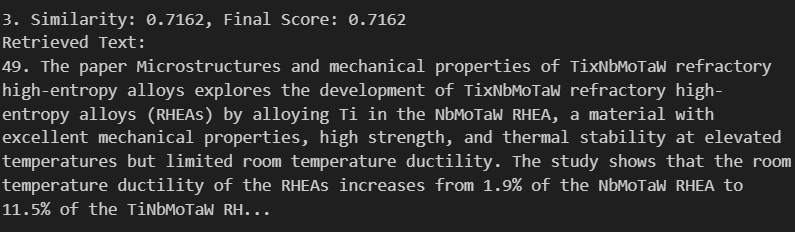 3. Similarity: 0.7162, Final Score: 0.7162
Retrieved Text:
49. The paper Microstructures and mechanical properties of TixNbMoTaW refractory
high-entropy alloys explores the development of TixNbMoTaW refractory high-
entropy alloys (RHEAs) by alloying Ti in the NbMoTaW RHEA, a material with
excellent mechanical properties, high strength, and thermal stability at elevated
temperatures but limited room temperature ductility. The study shows that the room
temperature ductility of the RHEAs increases from 1.9% of the NbMoTaW RHEA to
11.5% of the TiNbMoTaW RH...